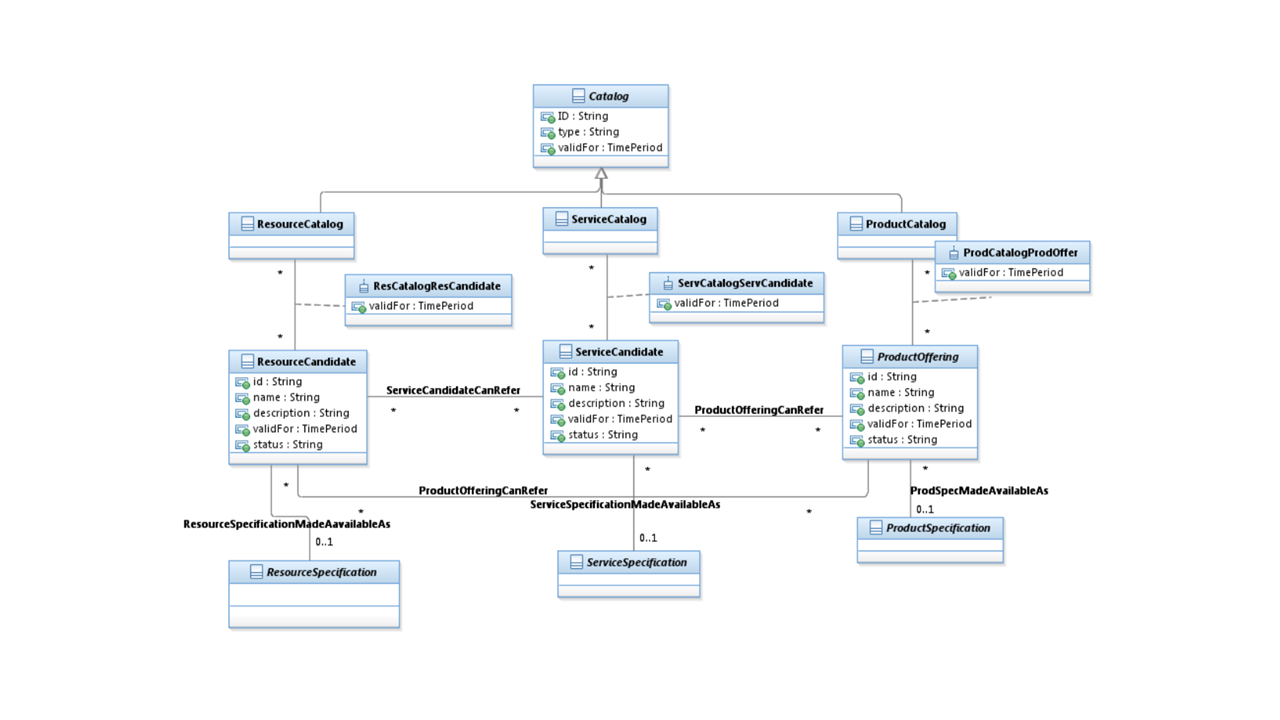 Catalog
ID : String
type : String
validFor : TimePeriod
ResourceCatalog
ServiceCatalog
ProductCatalog
ProdCatalogProdOffer
validFor : TimePeriod
*
*
*
ResCatalogResCandidate
validFor : TimePeriod
ServCatalogServCandidate
validFor : TimePeriod
*
*
*
ResourceCandidate
id : String
name : String
description : String
validFor : TimePeriod
status : String
ServiceCandidateCanRefer
*
*
ServiceCandidate
id : String
name : String
description : String
validFor : TimePeriod
status : String
ProductOfferingCanRefer
*
*
ProductOffering
id : String
name : String
description : String
validFor : TimePeriod
status : String
*
*
*
ProductOfferingCanRefer
*
*
ServiceSpecificationMadeAvailableAs
ProdSpecMadeAvailableAs
0..1
ResourceSpecificationMadeAavailableAs
0..1
0..1
ProductSpecification
ResourceSpecification
ServiceSpecification